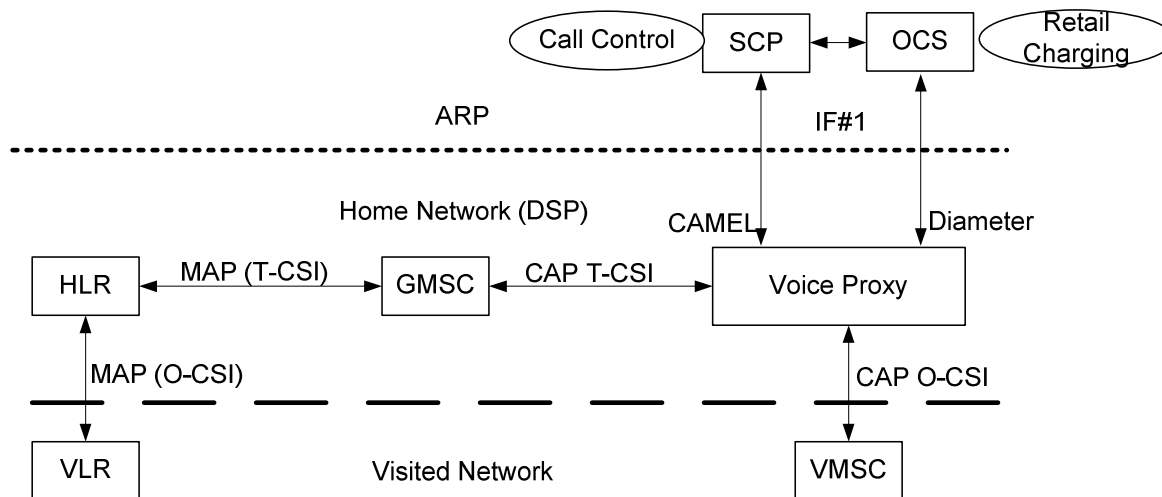 Call Control
SCP
OCS
Retail
Charging
ARP
IF#1
Home Network (DSP)
CAMEL
Diameter
HLR
MAP (T-CSI)
GMSC
CAP T-CSI
Voice Proxy
MAP (O-CSI)
CAP O-CSI
VLR
Visited Network
VMSC